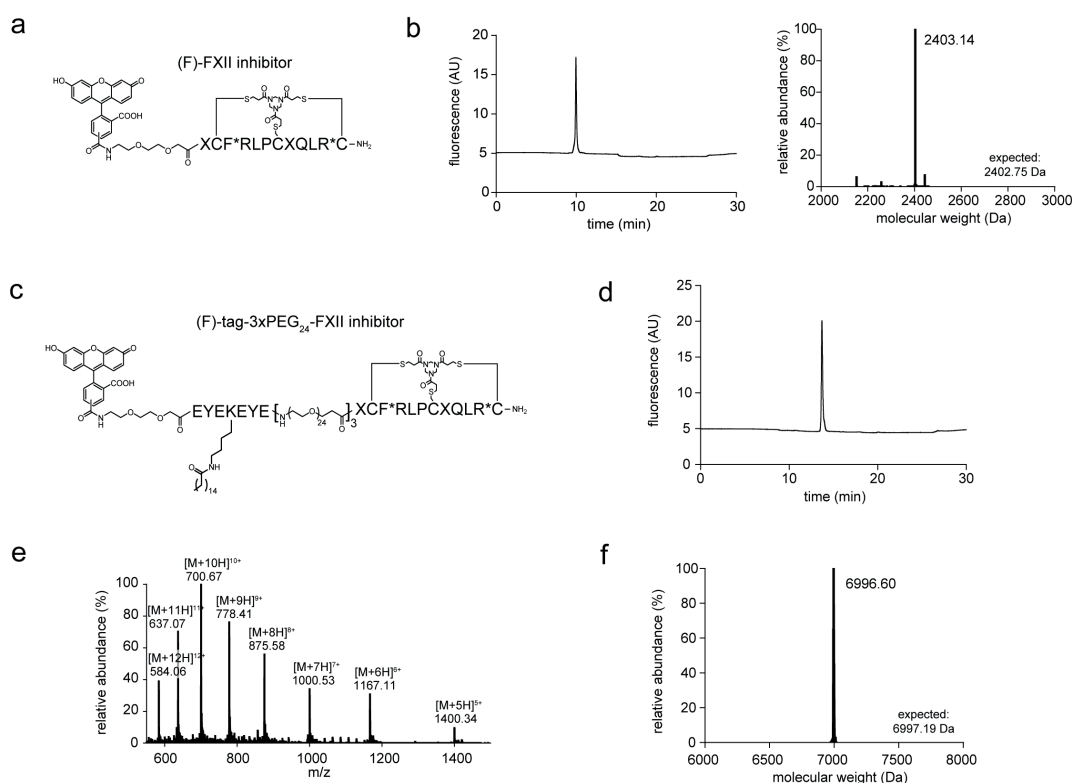 a
(F)-FXII inhibitor
HO
O
O
COOH
O
NH
O
O
O
XCF*RLPCXQLR*C
NH2
S
O
N
N
O
S
N
O
S
b
fluorescence (AU)
20
15
10
5
0
0
10
20
30
time (min)
relative abundance (%)
100
80
60
40
20
0
2403.14
expected:
2402.75 Da
2000
2200
2400
2600
2800
3000
molecular weight (Da)
c
(F)-tag-3xPEG24-FXII inhibitor
HO
O
O
COOH
O
NH
O
O
O
EYEKEYE
N
H
O
24
O
3
XCF*RLPCXQLR*C
NH2
S
O
N
N
O
S
N
O
S
O
NH
14
d
fluorescence (AU)
25
20
15
10
5
0
0
10
20
30
time (min)
e
relative abundance (%)
100
80
60
40
20
0
[M+12H]12+
584.06
[M+11H]11+
637.07
[M+10H]10+
700.67
[M+9H]9+
778.41
[M+8H]8+
875.58
[M+7H]7+
1000.53
[M+6H]6+
1167.11
[M+5H]5+
1400.34
600
800
1000
1200
1400
m/z
f
relative abundance (%)
100
80
60
40
20
0
6996.60
expected:
6997.19 Da
6000
6500
7000
7500
8000
molecular weight (Da)